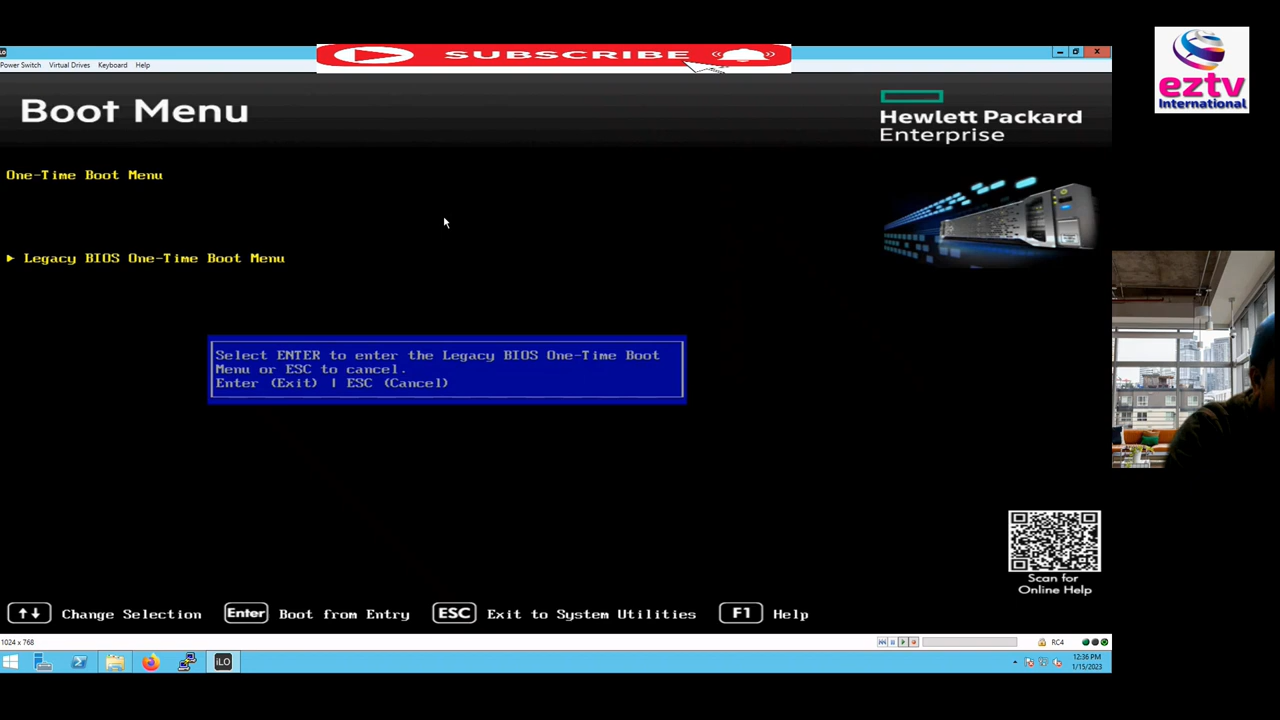 SUBSCRIBE
eztv
International
iLO
Power Switch Virtual Drives Keyboard Help
Boot Menu
Hewlett Packard
Enterprise
One-Time Boot Menu
Legacy BIOS One-Time Boot Menu
Select ENTER to enter the Legacy BIOS One-Time Boot
Menu or ESC to cancel.
Enter (Exit) | ESC (Cancel)
Scan for
Online Help
↑↓ Change Selection Enter Boot from Entry ESC Exit to System Utilities F1 Help
1024 x 768 RC4
iLO
12:36 PM
1/15/2023